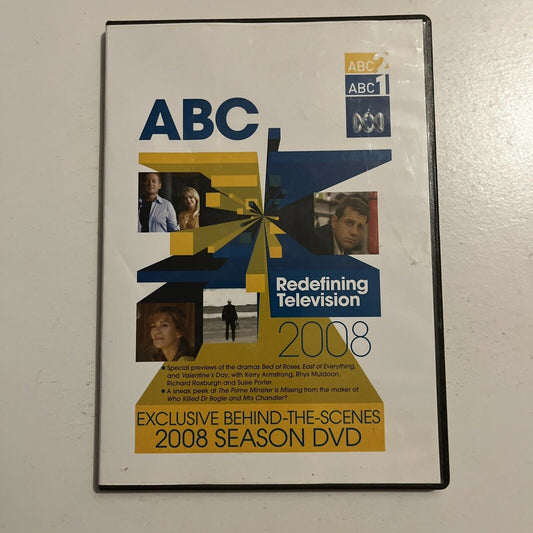 ABC2
ABC1
ABC
Redefining
Television
2008
• Special previews of the dramas Bed of Roses, East of Everything,
and Valentine's Day, with Kerry Armstrong, Rhys Muldoon,
Richard Roxburgh and Susie Porter.
• A sneak peek at The Prime Minister is Missing from the maker of
Who Killed Dr Bogle and Mrs Chandler?
EXCLUSIVE BEHIND-THE-SCENES
2008 SEASON DVD